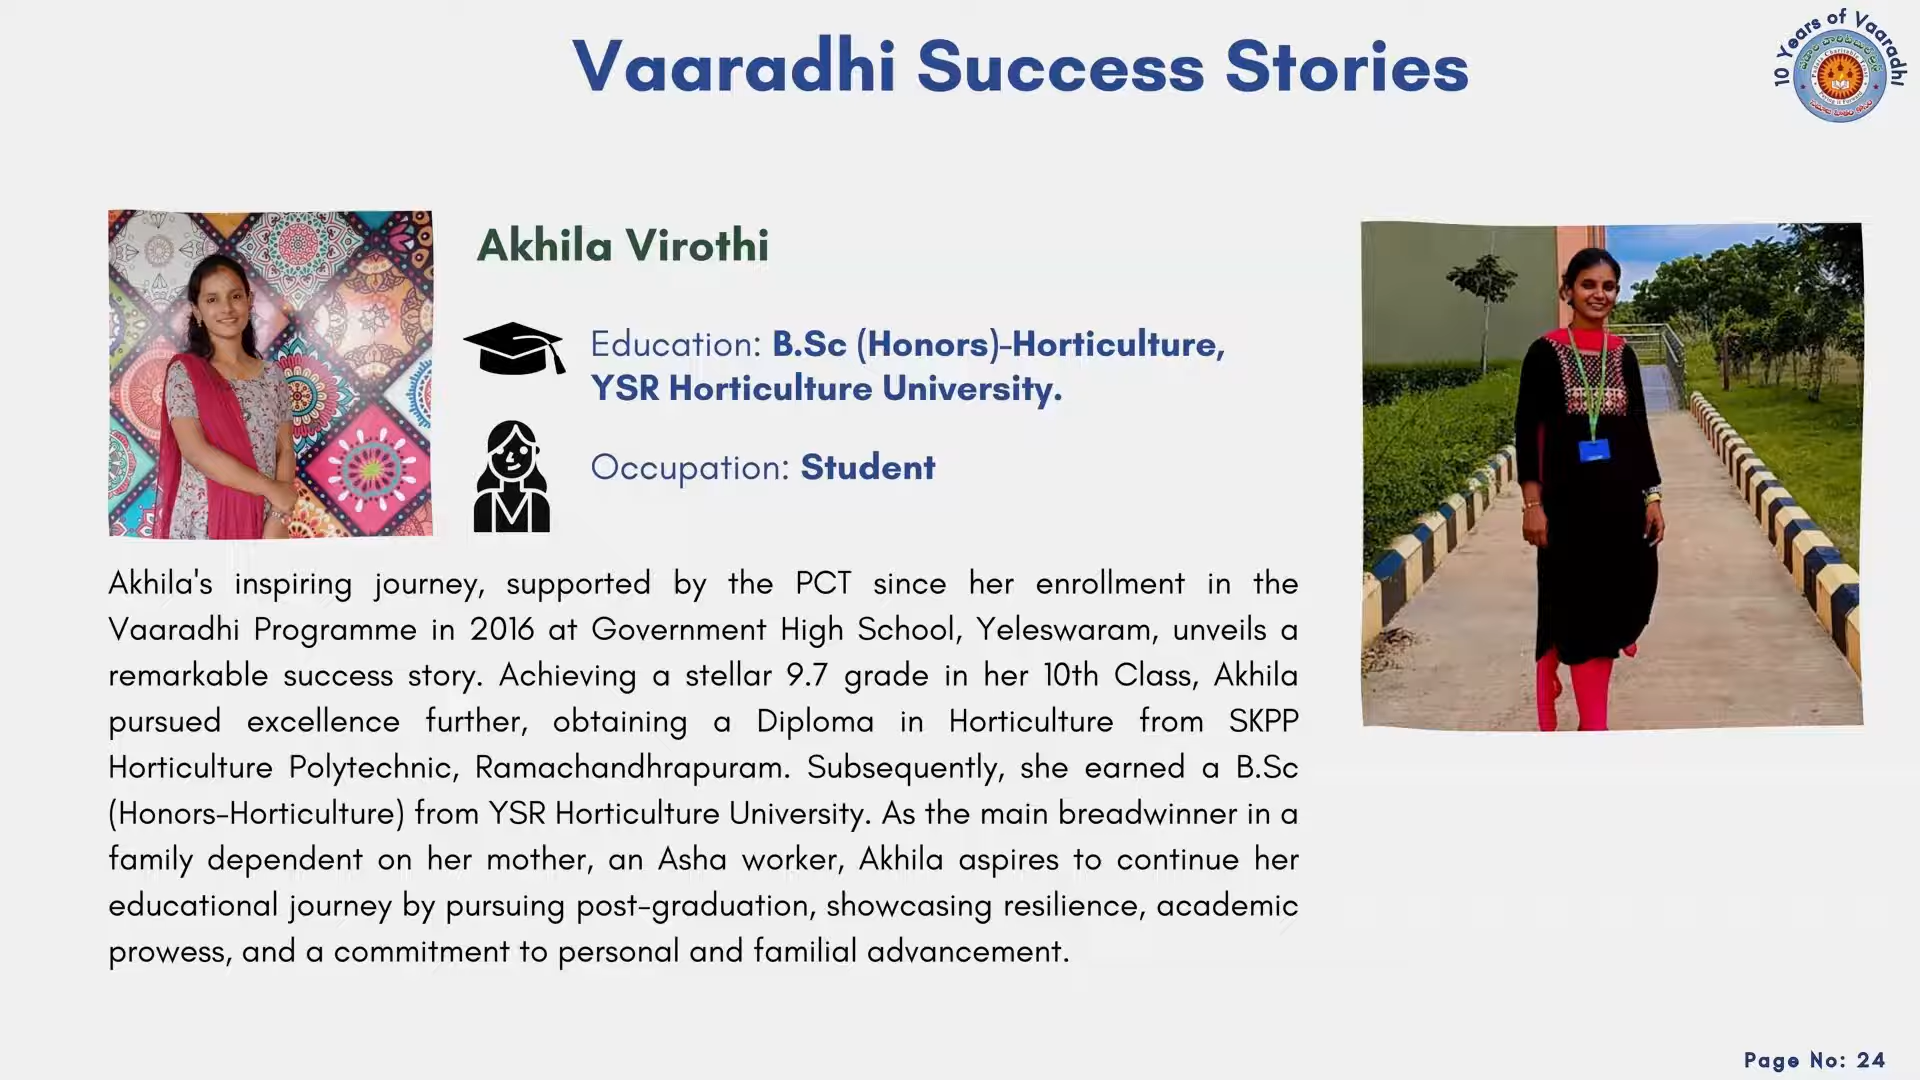 Vaaradhi Success Stories
10 Years of Vaaradhi
Akhila Virothi
Education: B.Sc (Honors)-Horticulture,
YSR Horticulture University.
Occupation: Student
Akhila's inspiring journey, supported by the PCT since her enrollment in the
Vaaradhi Programme in 2016 at Government High School, Yeleswaram, unveils a
remarkable success story. Achieving a stellar 9.7 grade in her 10th Class, Akhila
pursued excellence further, obtaining a Diploma in Horticulture from SKPP
Horticulture Polytechnic, Ramachandhrapuram. Subsequently, she earned a B.Sc
(Honors-Horticulture) from YSR Horticulture University. As the main breadwinner in a
family dependent on her mother, an Asha worker, Akhila aspires to continue her
educational journey by pursuing post-graduation, showcasing resilience, academic
prowess, and a commitment to personal and familial advancement.
Page No: 24